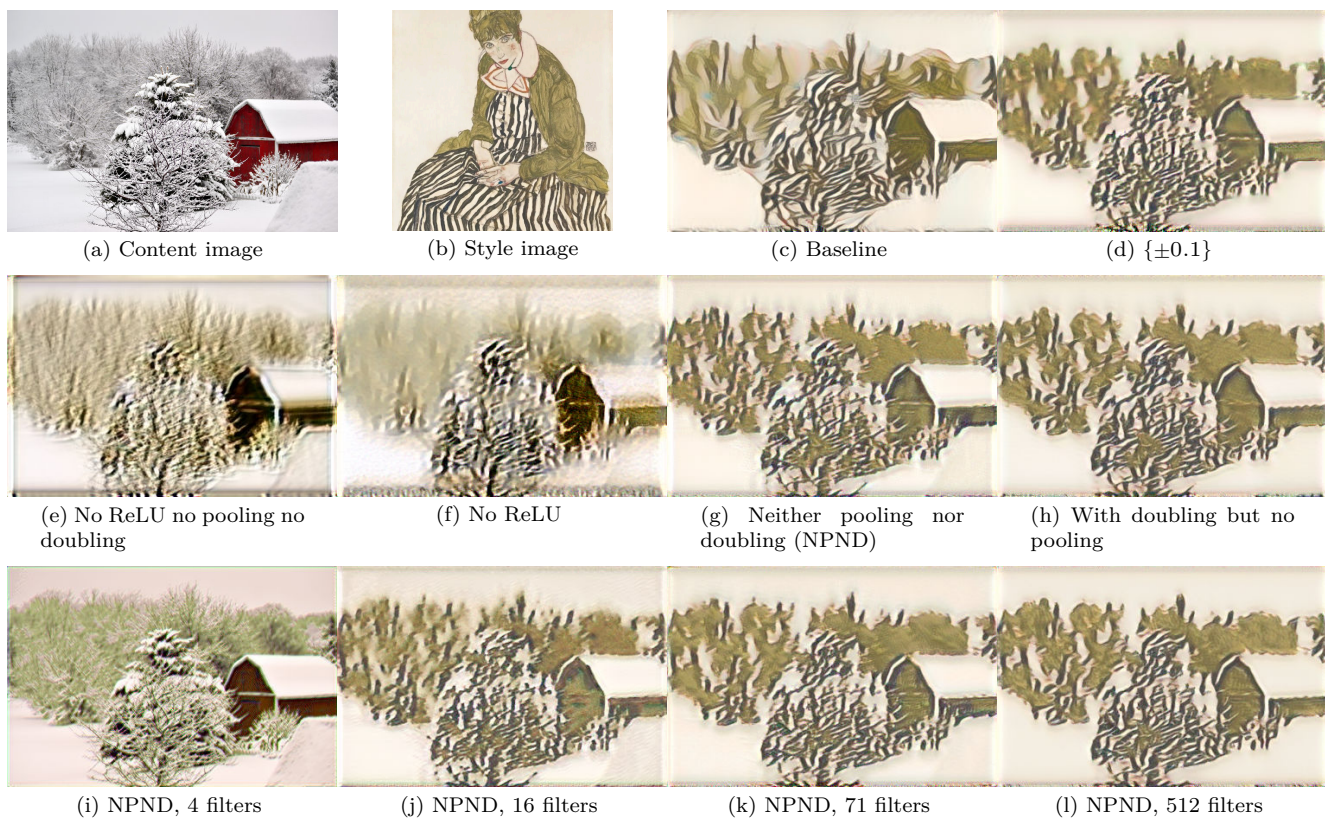 (a) Content image
(b) Style image
(c) Baseline
(d) {±0.1}
(e) No ReLU no pooling no
doubling
(f) No ReLU
(g) Neither pooling nor
doubling (NPND)
(h) With doubling but no
pooling
(i) NPND, 4 filters
(j) NPND, 16 filters
(k) NPND, 71 filters
(l) NPND, 512 filters